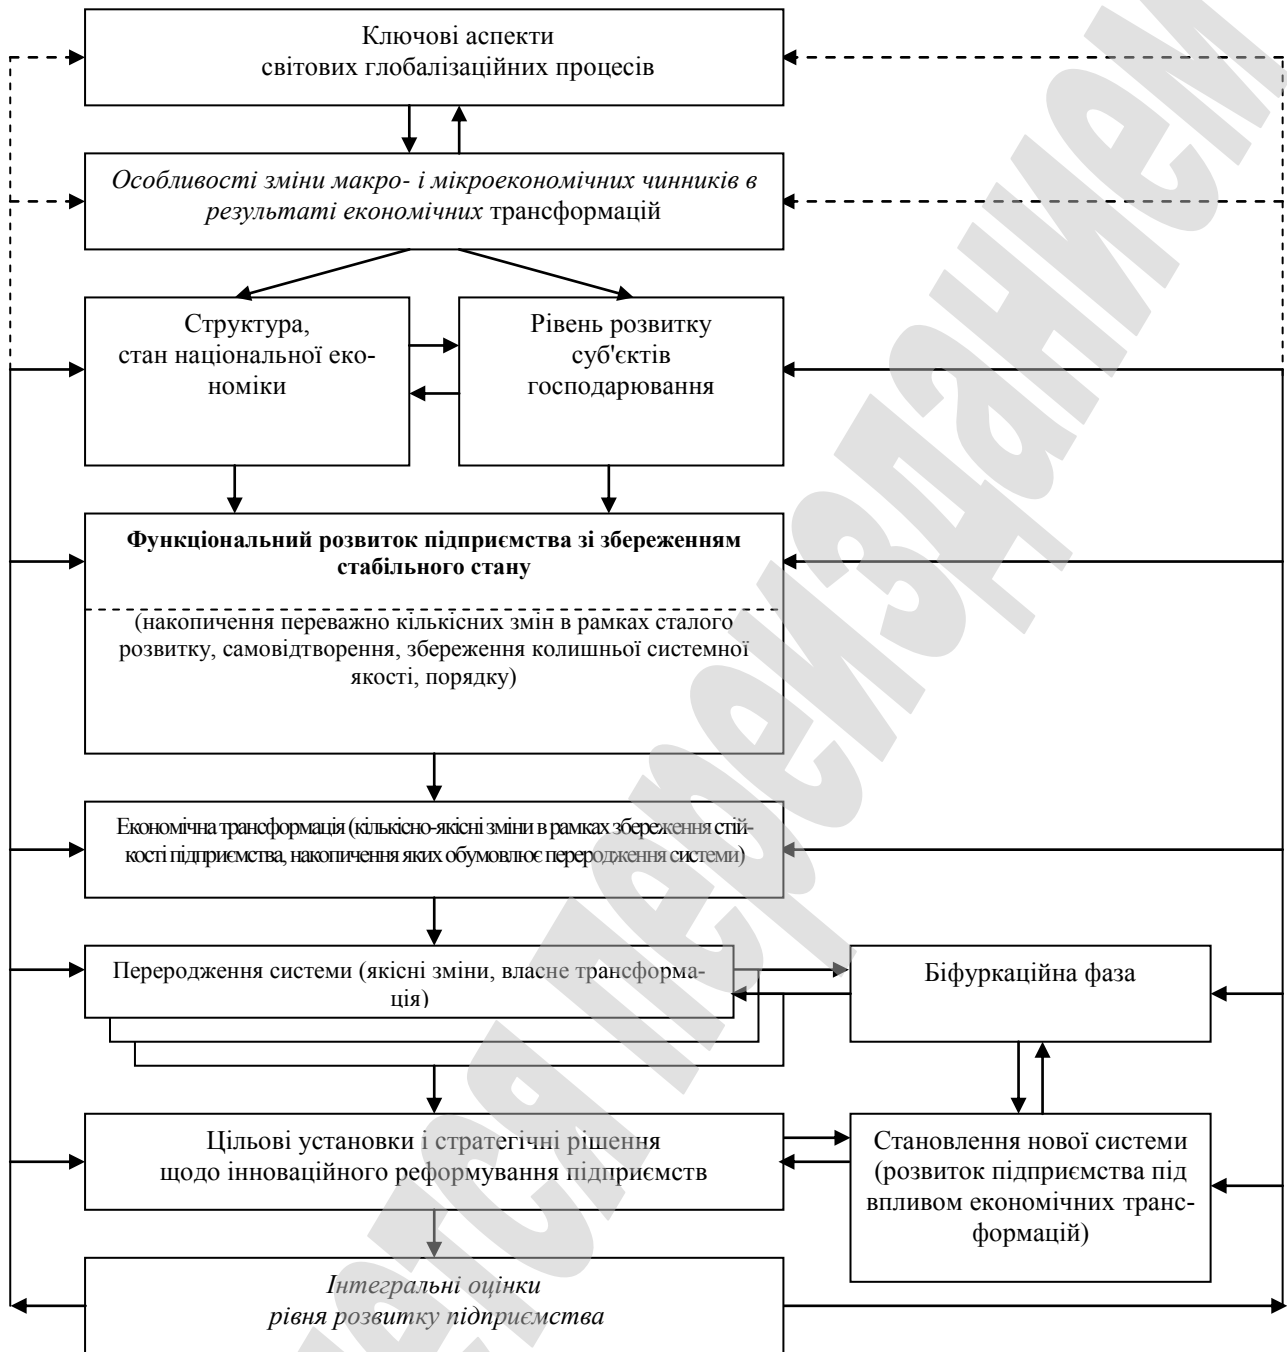 Ключові аспекти
світових глобалізаційних процесів
Особливості зміни макро- і мікроекономічних чинників в
результаті економічних трансформацій
Структура,
стан національної еко-
номіки
Рівень розвитку
суб'єктів
господарювання
Функціональний розвиток підприємства зі збереженням
стабільного стану
(накопичення переважно кількісних змін в рамках сталого
розвитку, самовідтворення, збереження колишньої системної
якості, порядку)
Економічна трансформація (кількісно-якісні зміни в рамках збереження стій-
кості підприємства, накопичення яких обумовлює переродження системи)
Переродження системи (якісні зміни, власне трансформа-
ція)
Біфуркаційна фаза
Цільові установки і стратегічні рішення
щодо інноваційного реформування підприємств
Становлення нової системи
(розвиток підприємства під
впливом економічних транс-
формацій)
Інтегральні оцінки
рівня розвитку підприємства
ется переизданием